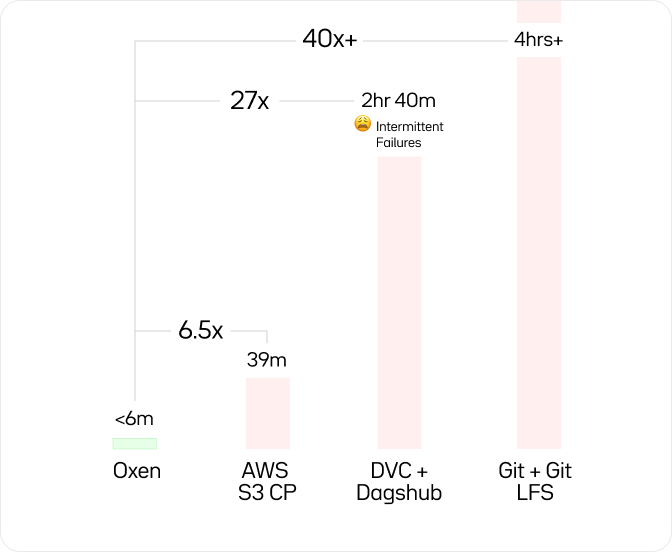 40x+
4hrs+
27x
2hr 40m
😩 Intermittent
Failures
6.5x
39m
<6m
Oxen
AWS
S3 CP
DVC +
Dagshub
Git + Git
LFS